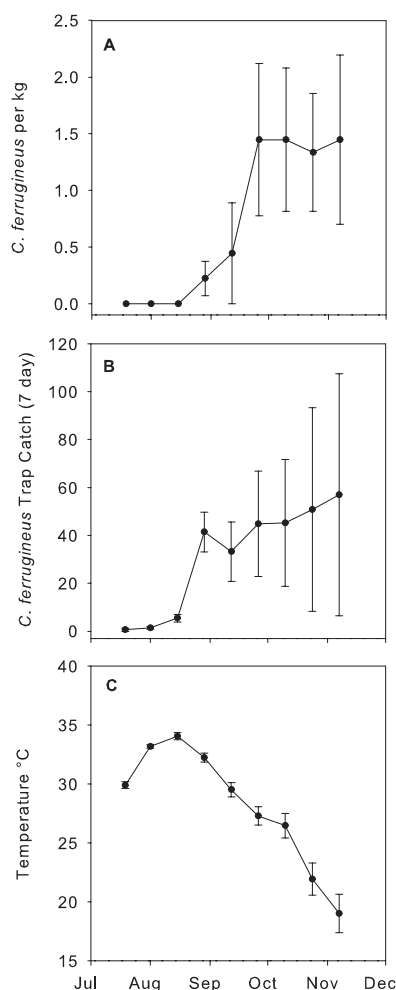 A
C. ferrugineus per kg
2.5
2.0
1.5
1.0
0.5
0.0
B
C. ferrugineus Trap Catch (7 day)
120
100
80
60
40
20
0
C
Temperature °C
40
35
30
25
20
15
Jul Aug Sep Oct Nov Dec